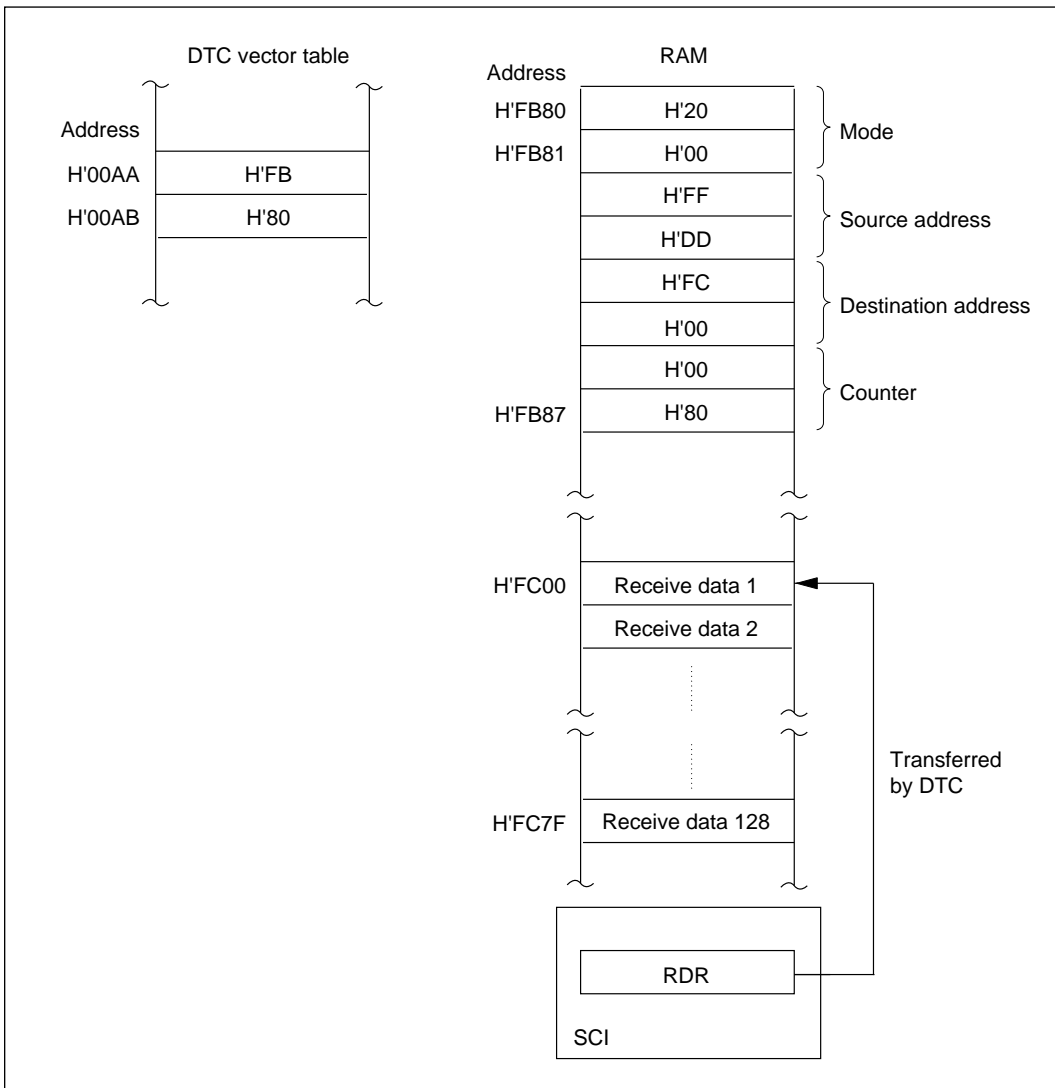 DTC vector table
Address
H'00AA
H'FB
H'00AB
H'80
RAM
Address
H'FB80
H'20
Mode
H'FB81
H'00
H'FF
Source address
H'DD
H'FC
Destination address
H'00
H'00
Counter
H'FB87
H'80
H'FC00
Receive data 1
Receive data 2
Transferred
by DTC
H'FC7F
Receive data 128
RDR
SCI